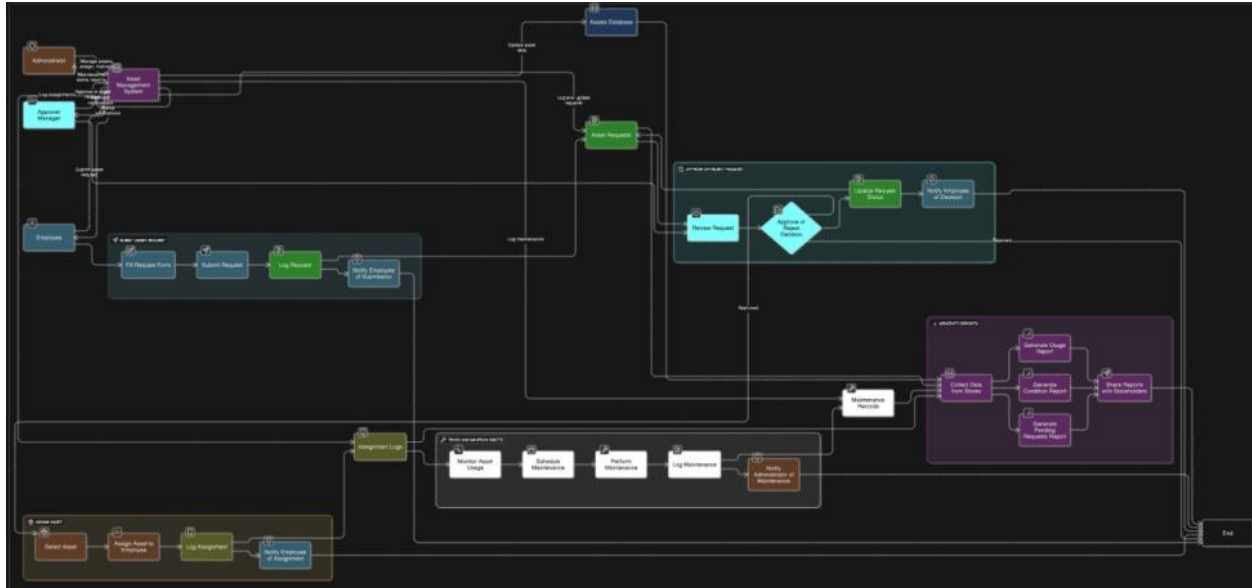 Assets Database
Administrator
Asset
Management
System
Approver
Manager
Asset Requests
Employee
Fill Request Form
Submit Request
Log Request
Notify Employee
of Submission
Log maintenance
Review Request
Approve or
Reject
Decision
Update Request
Status
Notify Employee
of Decision
Approved
Collect Data
from Stores
Generate Usage
Report
Generate
Condition Report
Generate
Pending
Requests Report
Share Reports
with Stakeholders
Maintenance
Records
Assignment Logs
Monitor Asset
Usage
Schedule
Maintenance
Perform
Maintenance
Log Maintenance
Notify
Administrator of
Maintenance
Select Asset
Assign Asset to
Employee
Log Assignment
Notify Employee
of Assignment
End